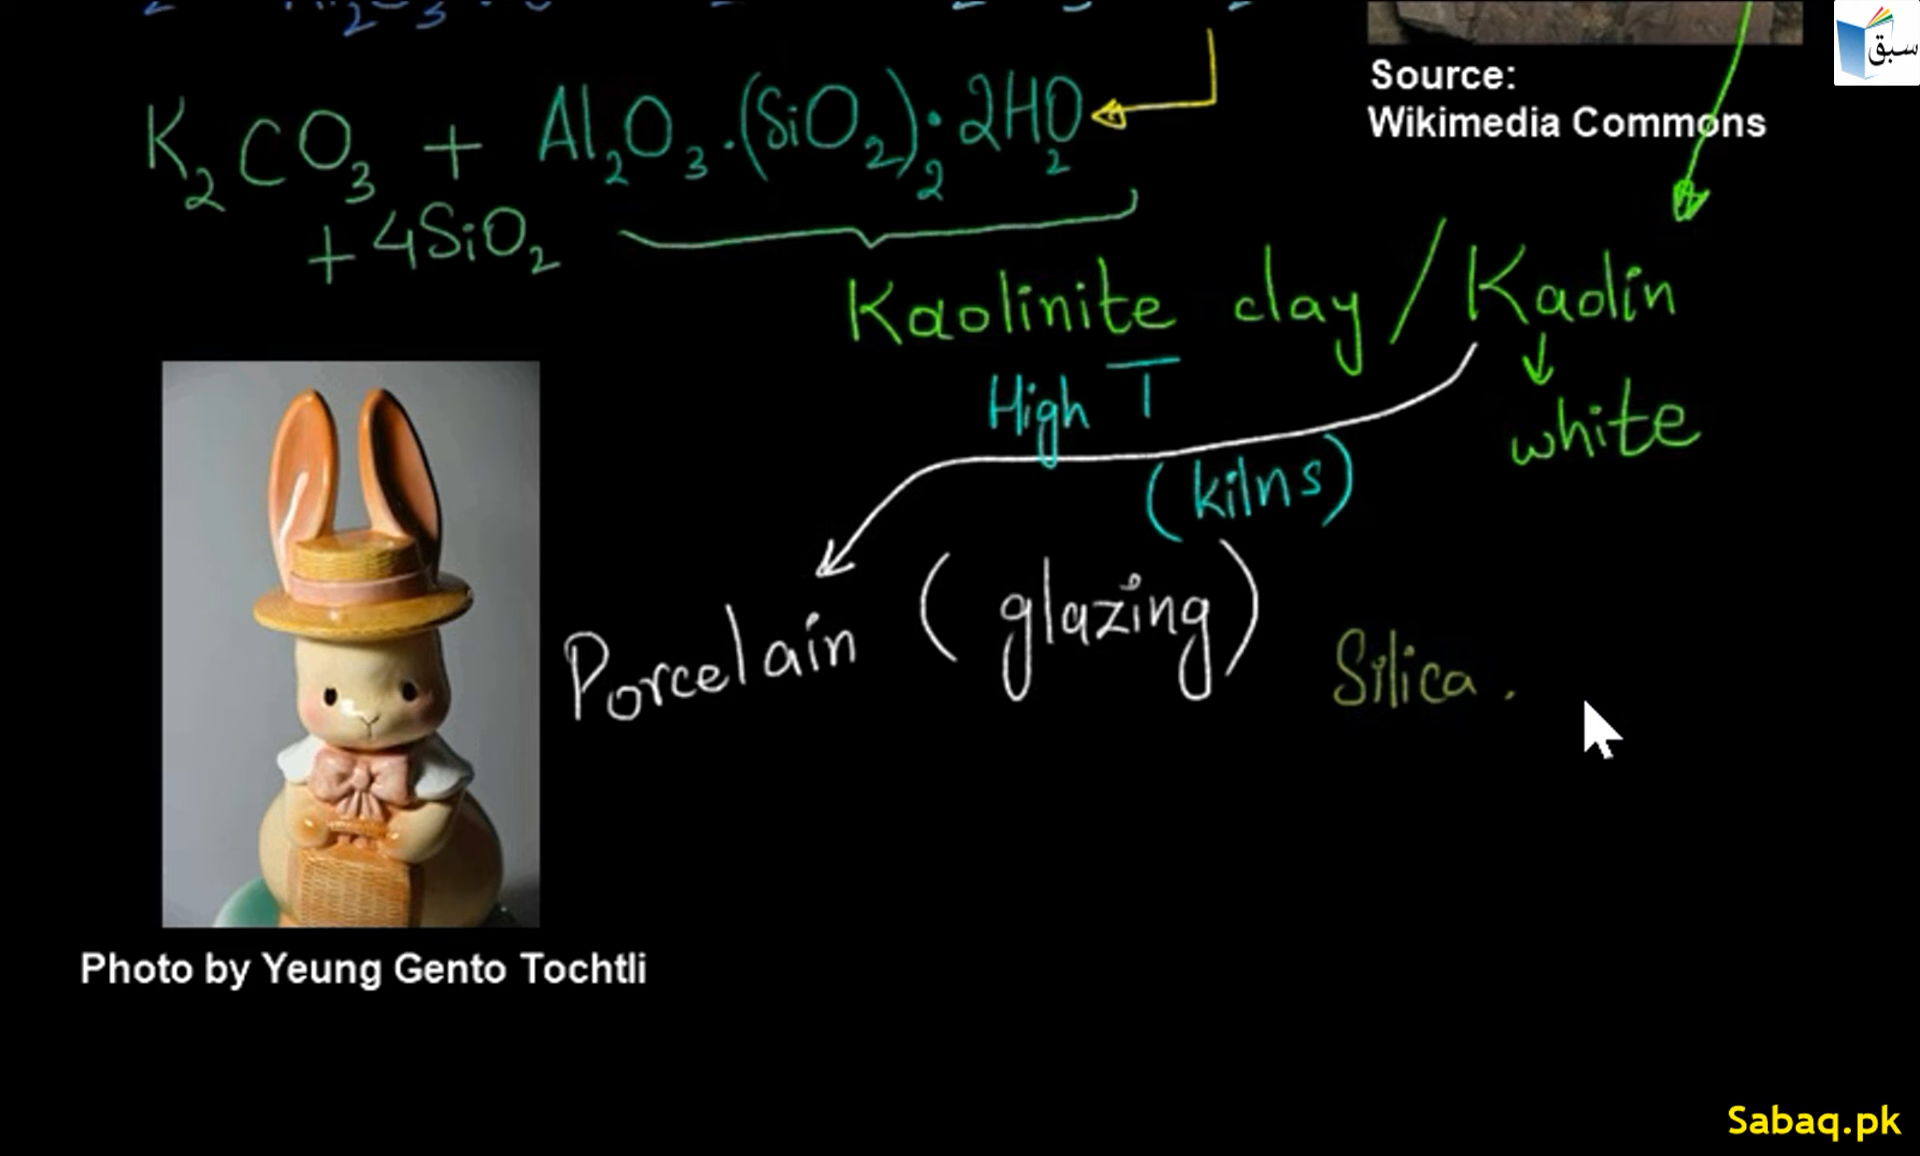 سبق
Source:
Wikimedia Commons
K₂CO₃ + Al₂O₃.(SiO₂)₂.2H₂O
+ 4SiO₂
Kaolinite clay / Kaolin
white
High T
(kilns)
Porcelain (glazing)
Silica.
Photo by Yeung Gento Tochtli
Sabaq.pk